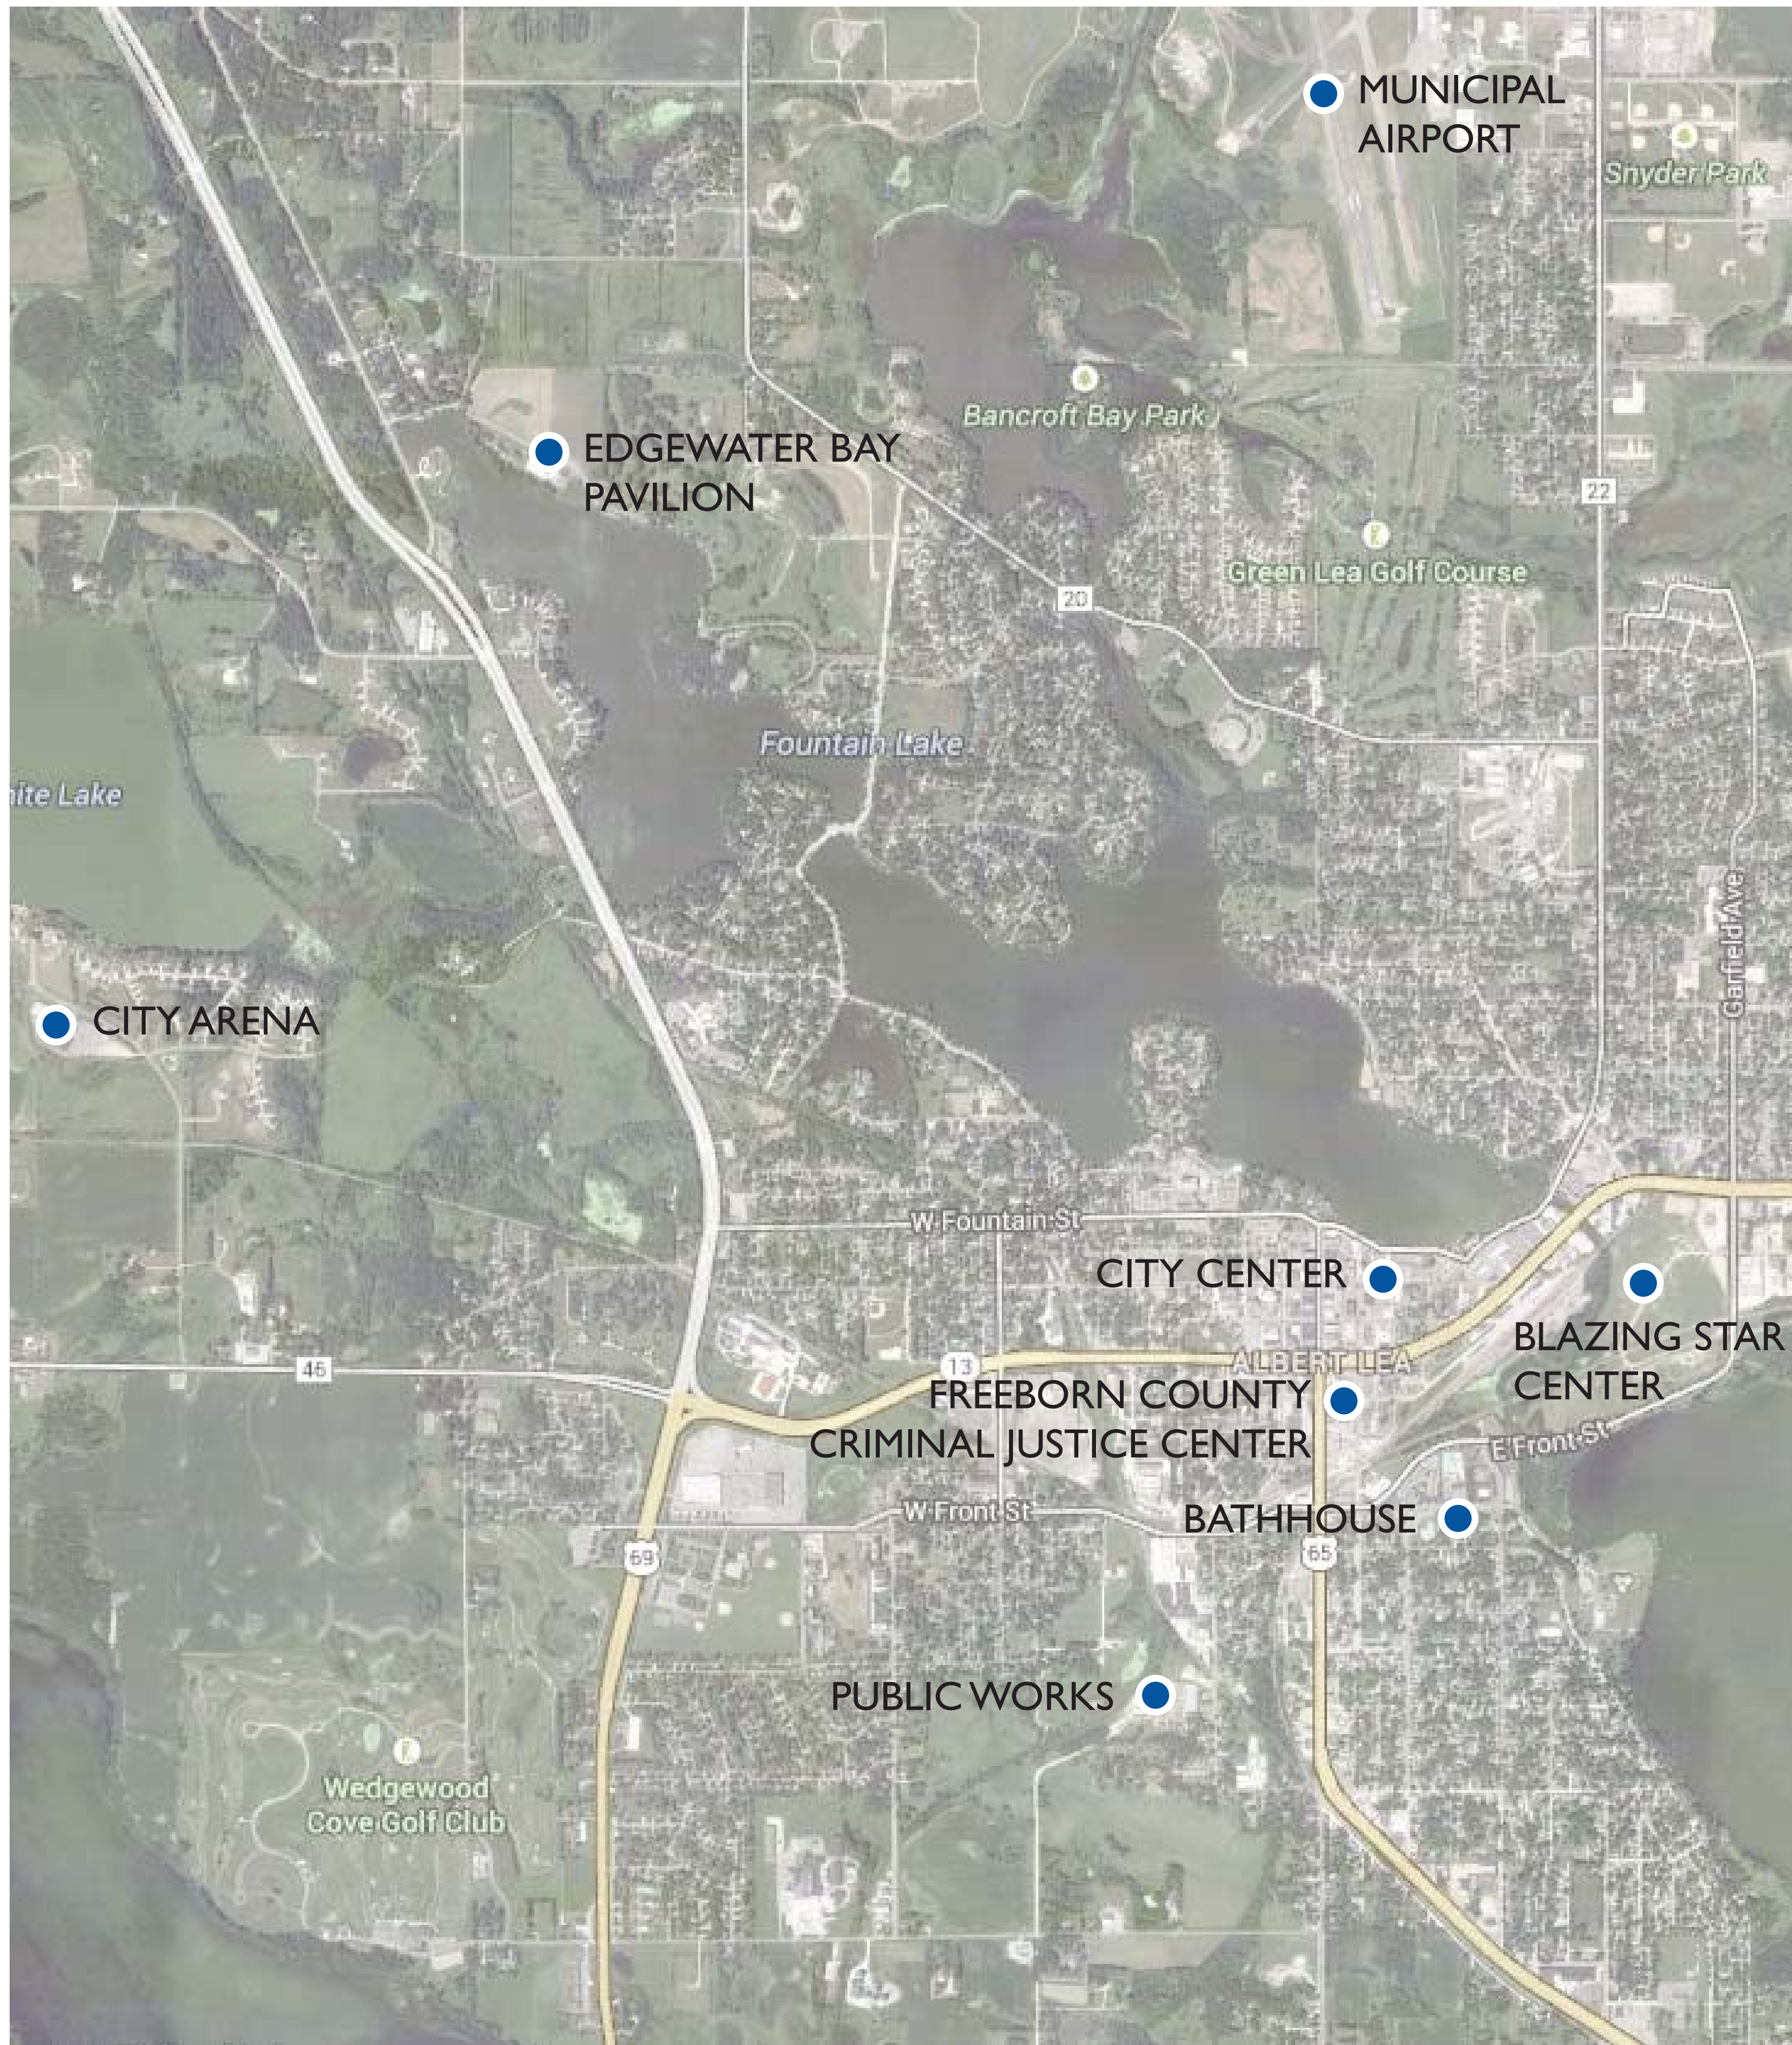 MUNICIPAL
AIRPORT
Snyder Park
Bancroft Bay Park
EDGEWATER BAY
PAVILION
22
Green Lea Golf Course
20
Fountain Lake
Lake
Garfield Ave
CITY ARENA
W Fountain St
CITY CENTER
BLAZING STAR
CENTER
46
13
ALBERT LEA
FREEBORN COUNTY
CRIMINAL JUSTICE CENTER
E Front St
W Front St
BATHHOUSE
69
65
PUBLIC WORKS
Wedgewood
Cove Golf Club